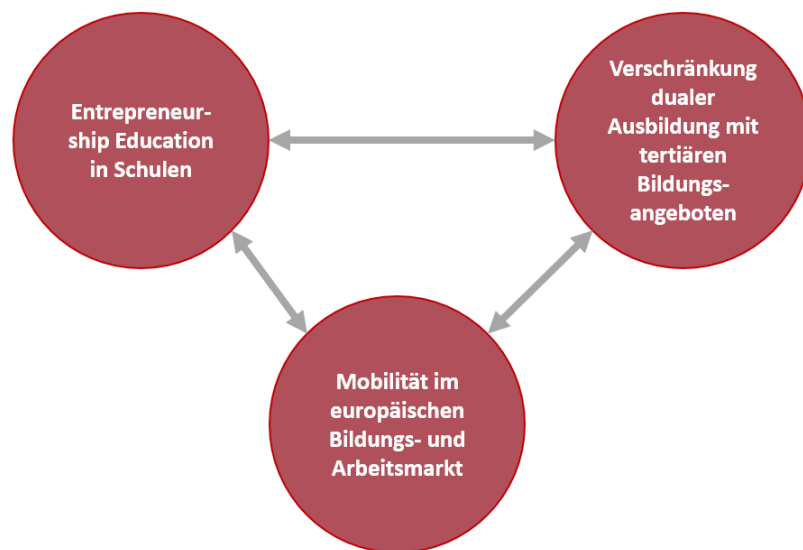 Entrepreneur-
ship Education
in Schulen
Verschränkung
dualer
Ausbildung mit
tertiären
Bildungs-
angeboten
Mobilität im
europäischen
Bildungs- und
Arbeitsmarkt